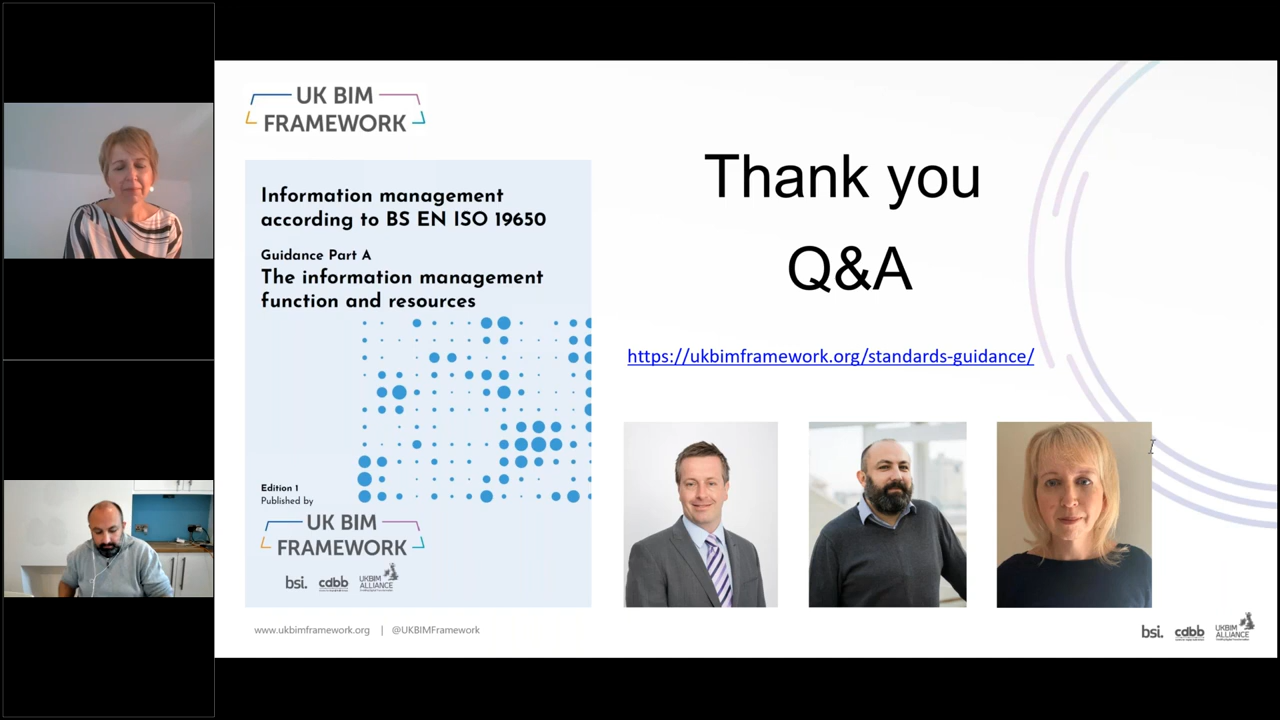 UK BIM
FRAMEWORK
Information management
according to BS EN ISO 19650
Guidance Part A
The information management
function and resources
Edition 1
Published by
UK BIM
FRAMEWORK
bsi.
cdbb
UKBIM
ALLIANCE
Thank you
Q&A
https://ukbimframework.org/standards-guidance/
www.ukbimframework.org | @UKBIMFramework
bsi.
cdbb
UKBIM
ALLIANCE